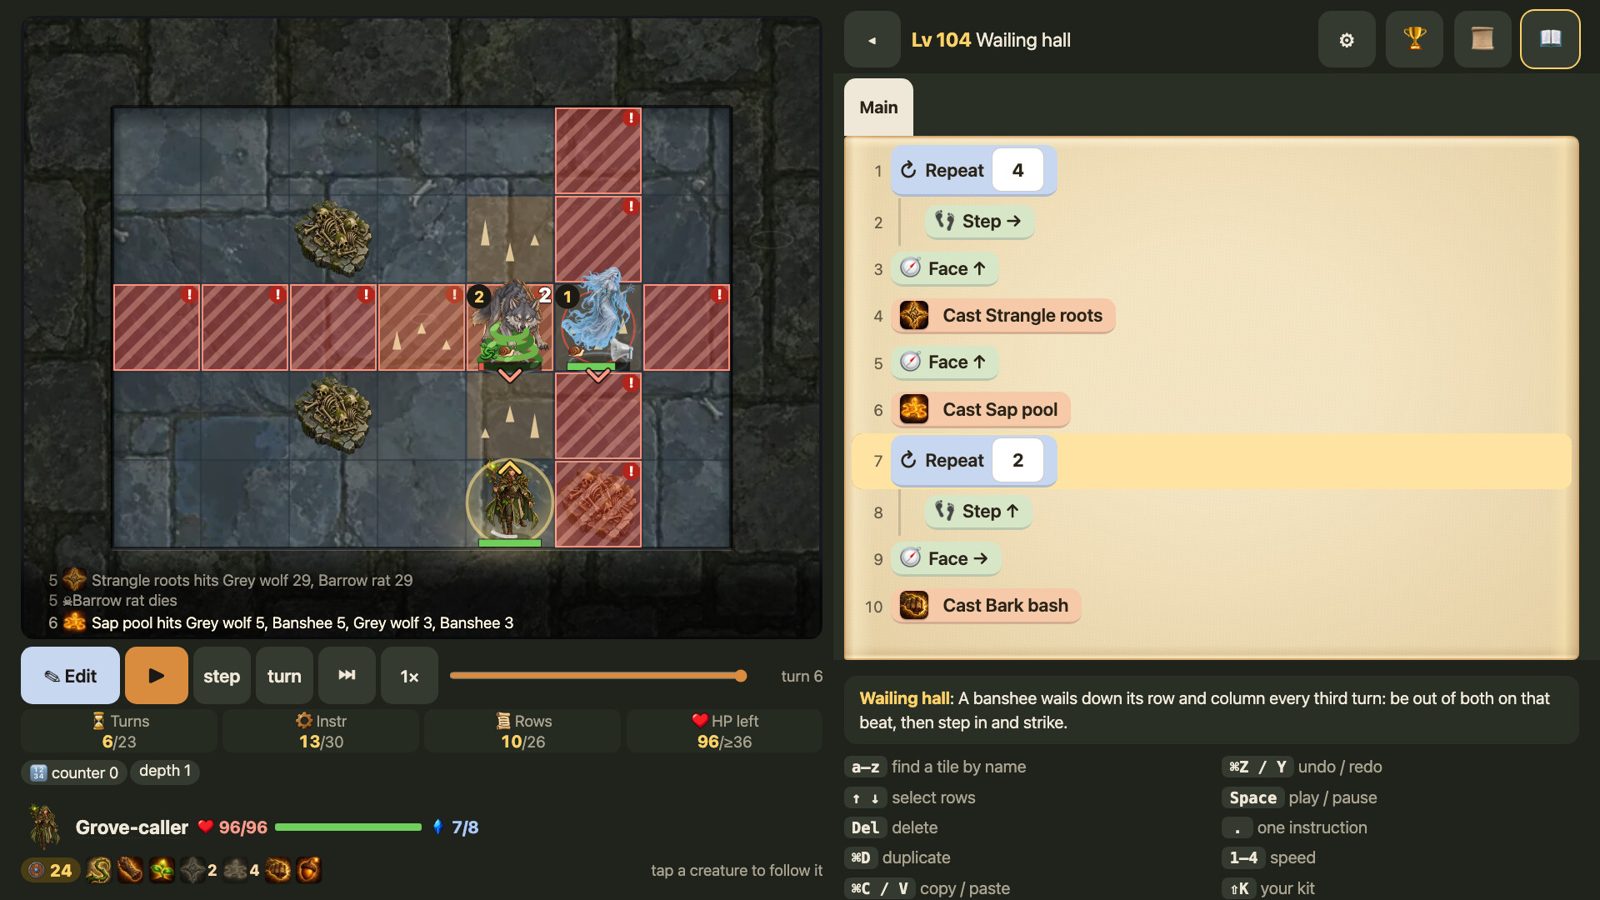 Lv 104 Wailing hall
Main
1 Repeat 4
2 Step →
3 Face ↑
4 Cast Strangle roots
5 Face ↑
6 Cast Sap pool
7 Repeat 2
8 Step ↑
9 Face →
10 Cast Bark bash
!
!
! ! ! ! 2 2 1 !
!
!
5 Strangle roots hits Grey wolf 29, Barrow rat 29
5 ☠Barrow rat dies
6 Sap pool hits Grey wolf 5, Banshee 5, Grey wolf 3, Banshee 3
✎ Edit
step
turn
1×
turn 6
Turns
6/23
Instr
13/30
Rows
10/26
HP left
96/≥36
1234 counter 0
depth 1
Grove-caller 96/96 7/8
24 2 4
tap a creature to follow it
Wailing hall: A banshee wails down its row and column every third turn: be out of both on that
beat, then step in and strike.
a–z find a tile by name
↑ ↓ select rows
Del delete
⌘D duplicate
⌘C / V copy / paste
⌘Z / Y undo / redo
Space play / pause
. one instruction
1–4 speed
⇧K your kit